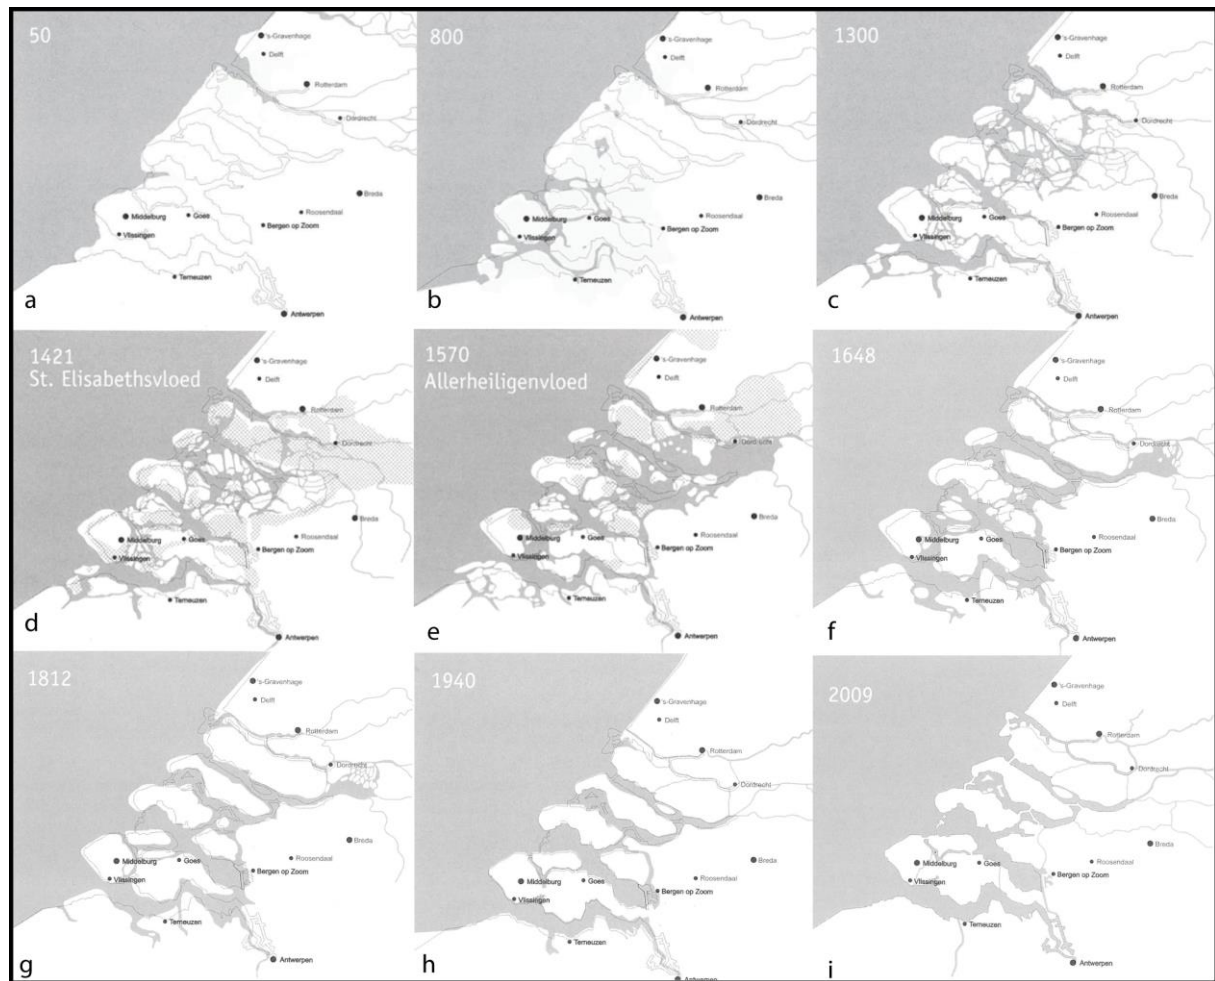 50
's-Gravenhage
Delft
Rotterdam
Dordrecht
Breda
Roosendaal
Middelburg
Goes
Bergen op Zoom
Vlissingen
Terneuzen
Antwerpen
a
800
's-Gravenhage
Delft
Rotterdam
Dordrecht
Breda
Roosendaal
Middelburg
Goes
Bergen op Zoom
Vlissingen
Terneuzen
Antwerpen
b
1300
's-Gravenhage
Delft
Rotterdam
Dordrecht
Breda
Roosendaal
Middelburg
Goes
Bergen op Zoom
Vlissingen
Terneuzen
Antwerpen
c
1421
St. Elisabethsvloed
's-Gravenhage
Delft
Rotterdam
Dordrecht
Breda
Roosendaal
Middelburg
Goes
Bergen op Zoom
Vlissingen
Terneuzen
Antwerpen
d
1570
Allerheiligenvloed
's-Gravenhage
Delft
Rotterdam
Dordrecht
Breda
Roosendaal
Middelburg
Goes
Bergen op Zoom
Vlissingen
Terneuzen
Antwerpen
e
1648
's-Gravenhage
Delft
Rotterdam
Dordrecht
Breda
Roosendaal
Middelburg
Goes
Bergen op Zoom
Vlissingen
Terneuzen
Antwerpen
f
1812
's-Gravenhage
Delft
Rotterdam
Dordrecht
Breda
Roosendaal
Middelburg
Goes
Bergen op Zoom
Vlissingen
Terneuzen
Antwerpen
g
1940
's-Gravenhage
Delft
Rotterdam
Dordrecht
Breda
Roosendaal
Middelburg
Goes
Bergen op Zoom
Vlissingen
Terneuzen
Antwerpen
h
2009
's-Gravenhage
Delft
Rotterdam
Dordrecht
Breda
Roosendaal
Middelburg
Goes
Bergen op Zoom
Vlissingen
Terneuzen
Antwerpen
i